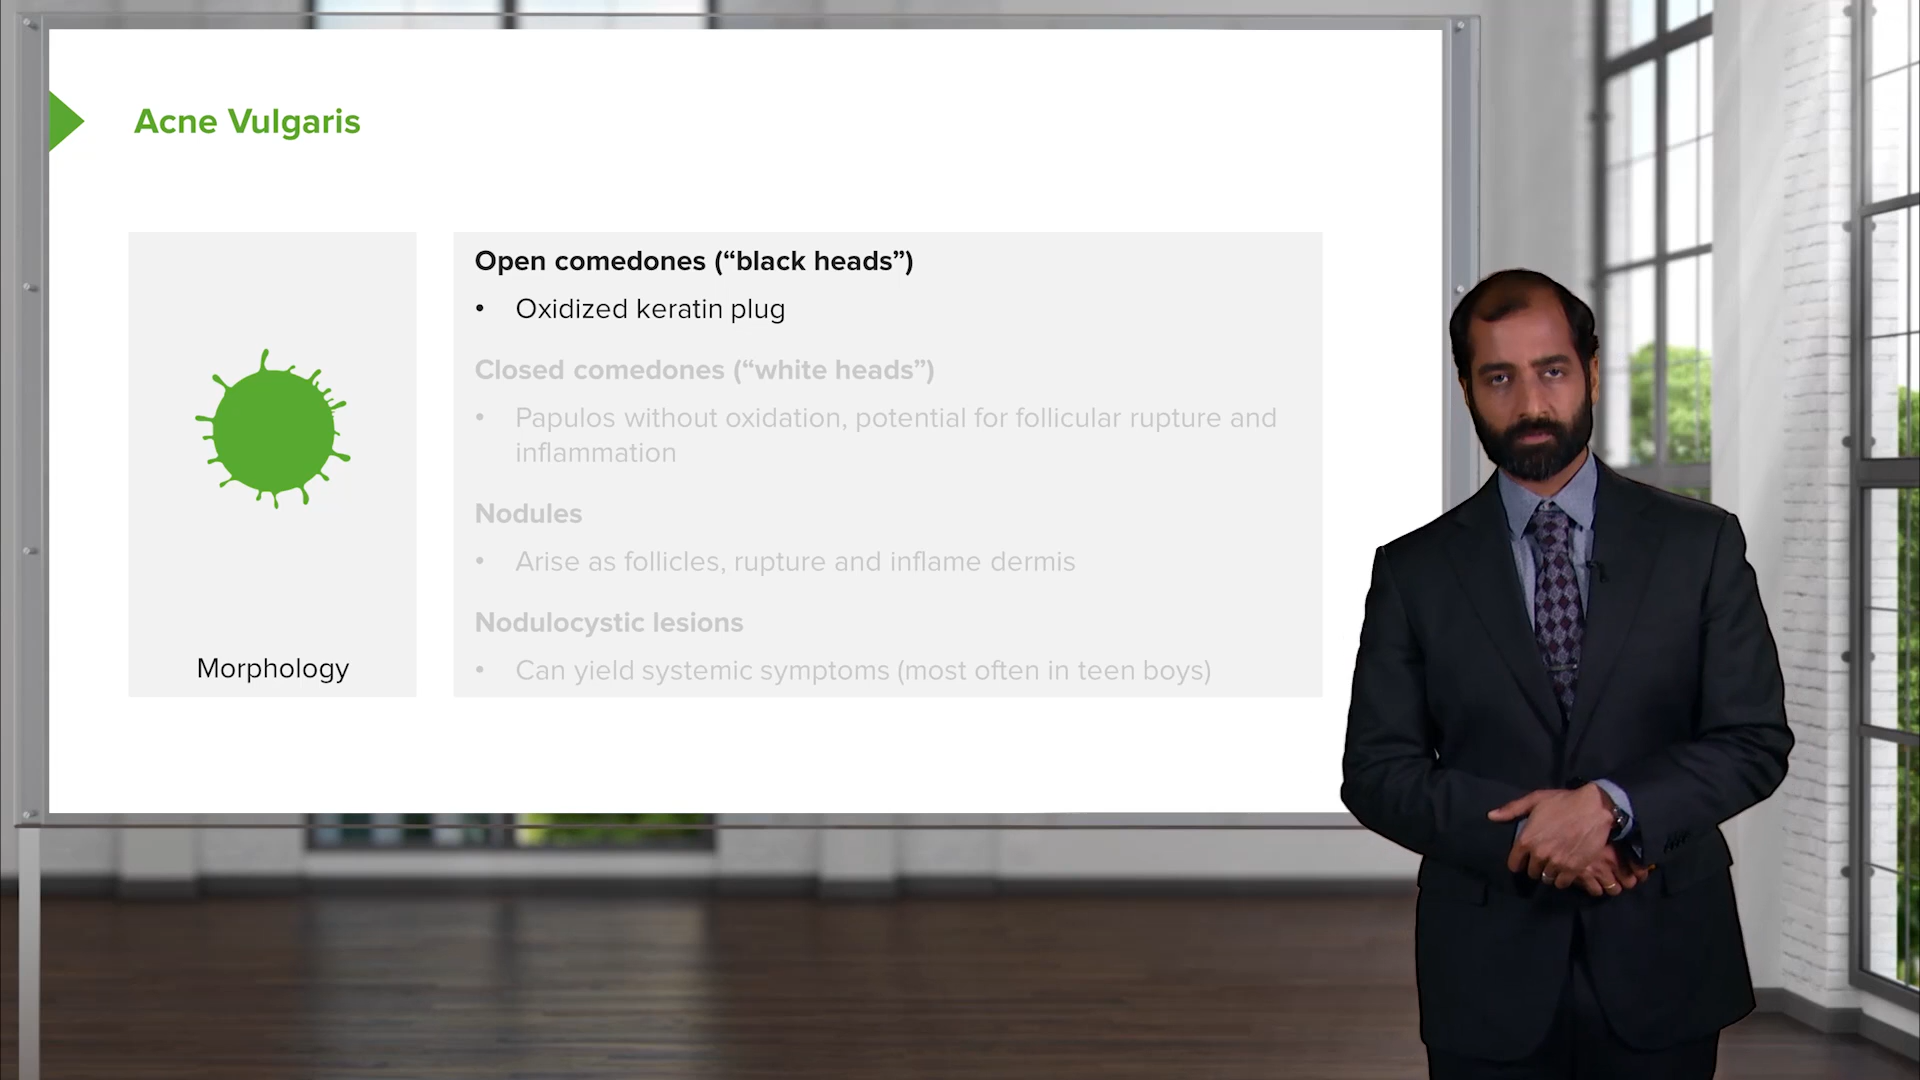 Acne Vulgaris
Open comedones (“black heads”)
• Oxidized keratin plug
Closed comedones (“white heads”)
• Papulos without oxidation, potential for follicular rupture and
inflammation
Nodules
• Arise as follicles, rupture and inflame dermis
Nodulocystic lesions
• Can yield systemic symptoms (most often in teen boys)
Morphology